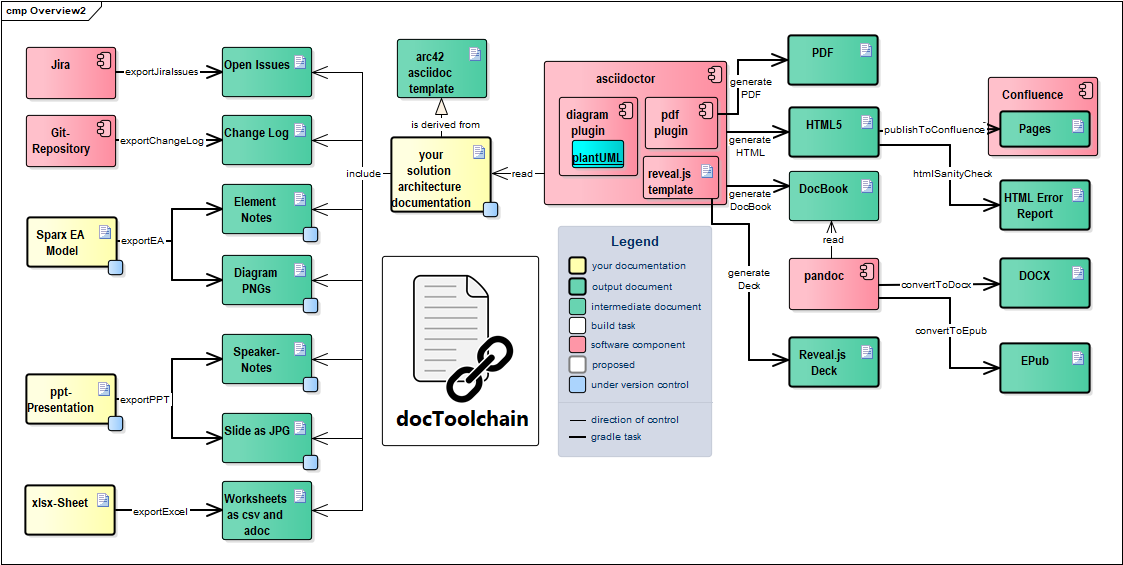 cmp Overview2
Jira
exportJiraIssues
Open Issues
Git-
Repository
exportChangeLog
Change Log
Sparx EA
Model
exportEA
Element
Notes
Diagram
PNGs
ppt-
Presentation
exportPPT
Speaker-
Notes
Slide as JPG
xlsx-Sheet
exportExcel
Worksheets
as csv and
adoc
include
arc42
asciidoc
template
is derived from
your
solution
architecture
documentation
read
asciidoctor
diagram
plugin
plantUML
pdf
plugin
reveal.js
template
generate
PDF
generate
HTML
generate
DocBook
generate
Deck
PDF
HTML5
DocBook
read
pandoc
Reveal.js
Deck
publishToConfluence
htmlSanityCheck
convertToDocx
convertToEpub
Confluence
Pages
HTML Error
Report
DOCX
EPub
docToolchain
Legend
your documentation
output document
intermediate document
build task
software component
proposed
under version control
direction of control
gradle task